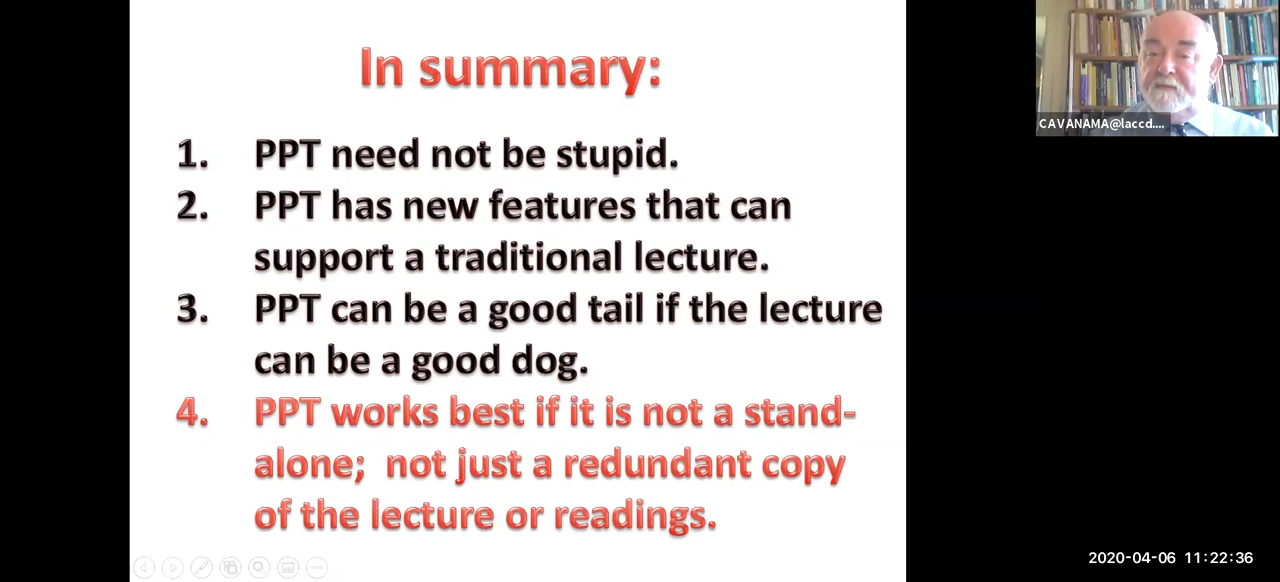 In summary:
1. PPT need not be stupid.
2. PPT has new features that can
support a traditional lecture.
3. PPT can be a good tail if the lecture
can be a good dog.
4. PPT works best if it is not a stand-
alone;  not just a redundant copy
of the lecture or readings.
CAVANAMA@laccd....
2020-04-06 11:22:36